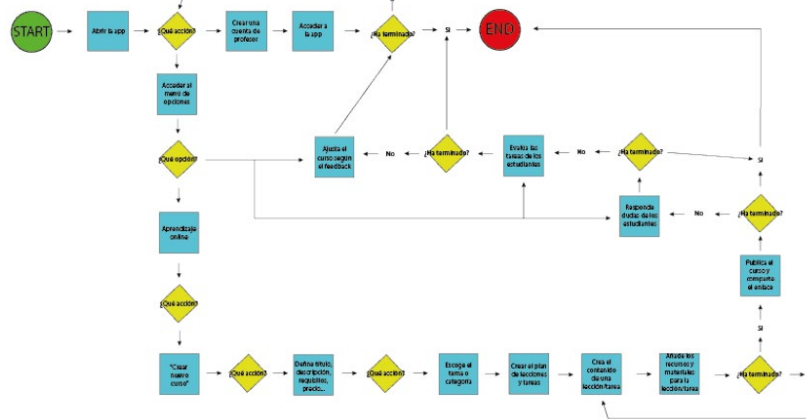 START
Abrir la app
¿Qué acción?
Crear una
cuenta de
profesor
Acceder a
la app
¿Ha terminado?
SI
END
Acceder al
menú de
opciones
¿Qué opción?
Ajusta el
curso según
el feedback
No
¿Ha terminado?
Evalúa las
tareas de los
estudiantes
No
¿Ha terminado?
SI
Aprendizaje
online
Responde
dudas de los
estudiantes
No
¿Ha terminado?
¿Qué acción?
Publica el
curso y
comparte
el enlace
SI
"Crear
nuevo
curso"
¿Qué acción?
Define título,
descripción,
requisitos,
precio...
¿Qué acción?
Escoge el
tema o
categoría
Crear el plan
de lecciones
y tareas
Crea el
contenido
de una
lección/tarea
Añade los
recursos y
materiales
para la
lección/tarea
¿Ha terminado?